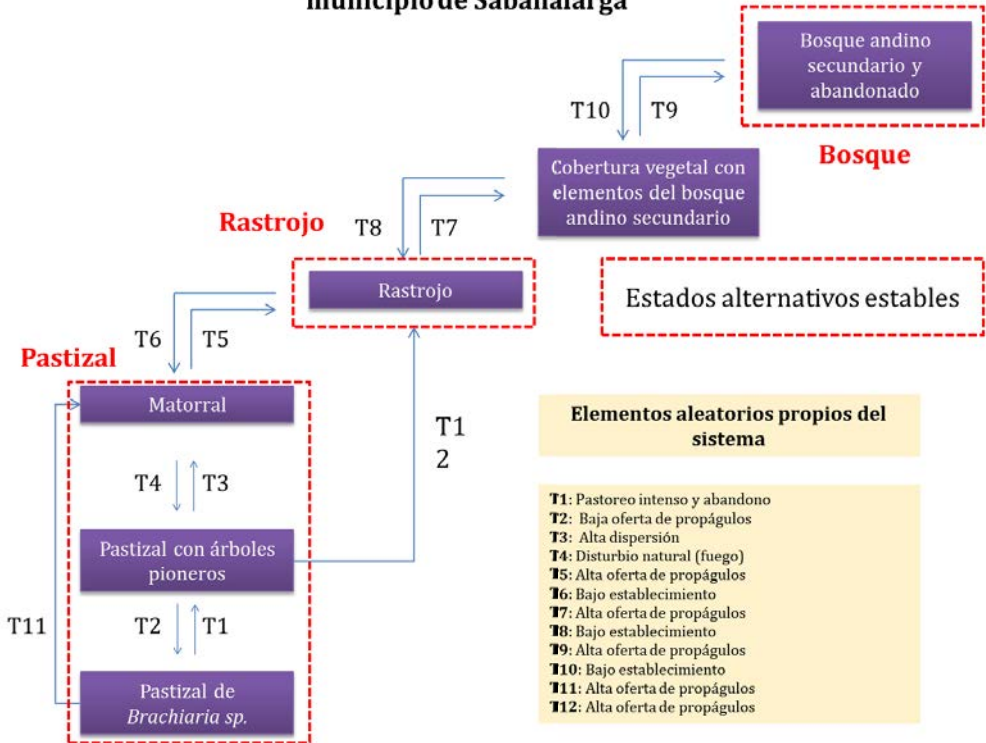 municipio de Sabanalarga
Bosque andino
secundario y
abandonado
T10
T9
Bosque
Cobertura vegetal con
elementos del bosque
andino secundario
Rastrojo
T8
T7
Rastrojo
Estados alternativos estables
T6
T5
Pastizal
Matorral
T1
2
Elementos aleatorios propios del
sistema
T4
T3
Pastizal con árboles
pioneros
T11
T2
T1
Pastizal de
Brachiaria sp.
T1: Pastoreo intenso y abandono
T2: Baja oferta de propágulos
T3: Alta dispersión
T4: Disturbio natural (fuego)
T5: Alta oferta de propágulos
T6: Bajo establecimiento
T7: Alta oferta de propágulos
T8: Bajo establecimiento
T9: Alta oferta de propágulos
T10: Bajo establecimiento
T11: Alta oferta de propágulos
T12: Alta oferta de propágulos